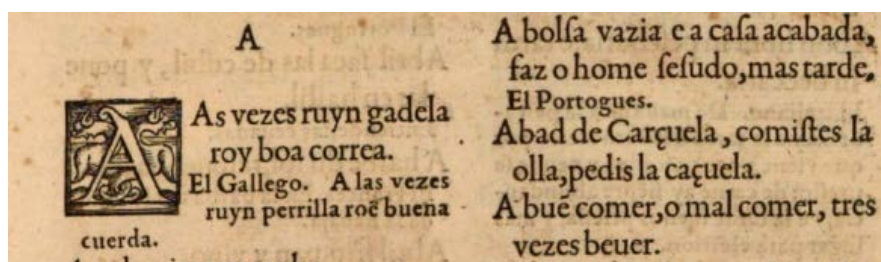 A
As vezes ruyn gadela
roy boa correa.
El Gallego. A las vezes
ruyn perrilla roē buena
cuerda.
A bolſa vazia e a caſa acabada,
faz o home ſeſudo, mas tarde,
El Portogues.
Abad de Carçuela, comiſtes la
olla, pedis la caçuela.
A buē comer, o mal comer, tres
vezes beuer.